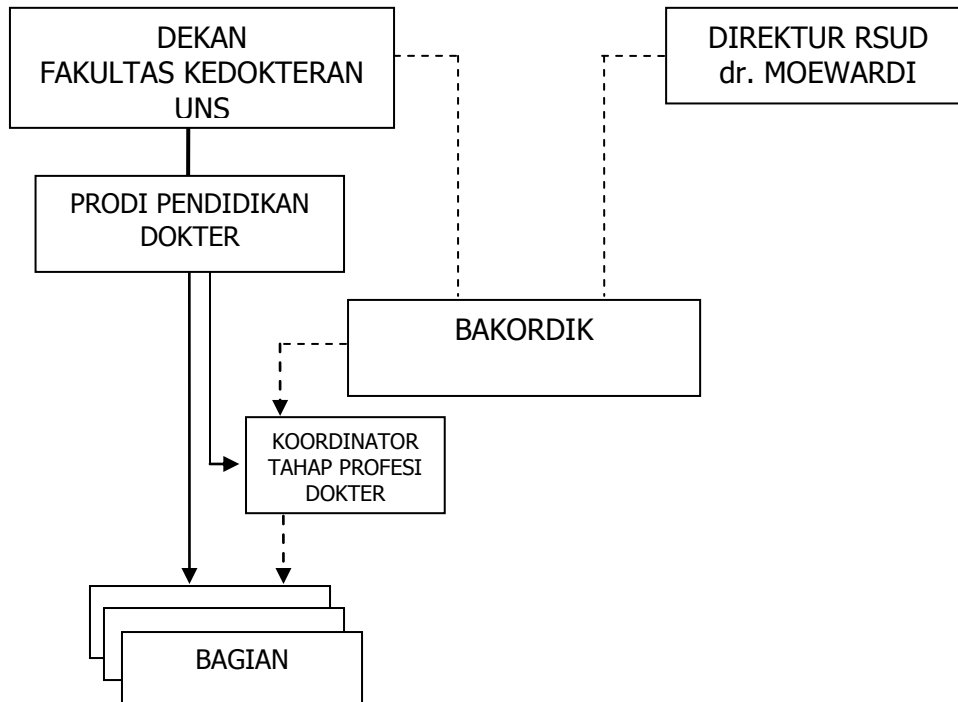 DEKAN
FAKULTAS KEDOKTERAN
UNS
DIREKTUR RSUD
dr. MOEWARDI
PRODI PENDIDIKAN
DOKTER
BAKORDIK
KOORDINATOR
TAHAP PROFESI
DOKTER
BAGIAN